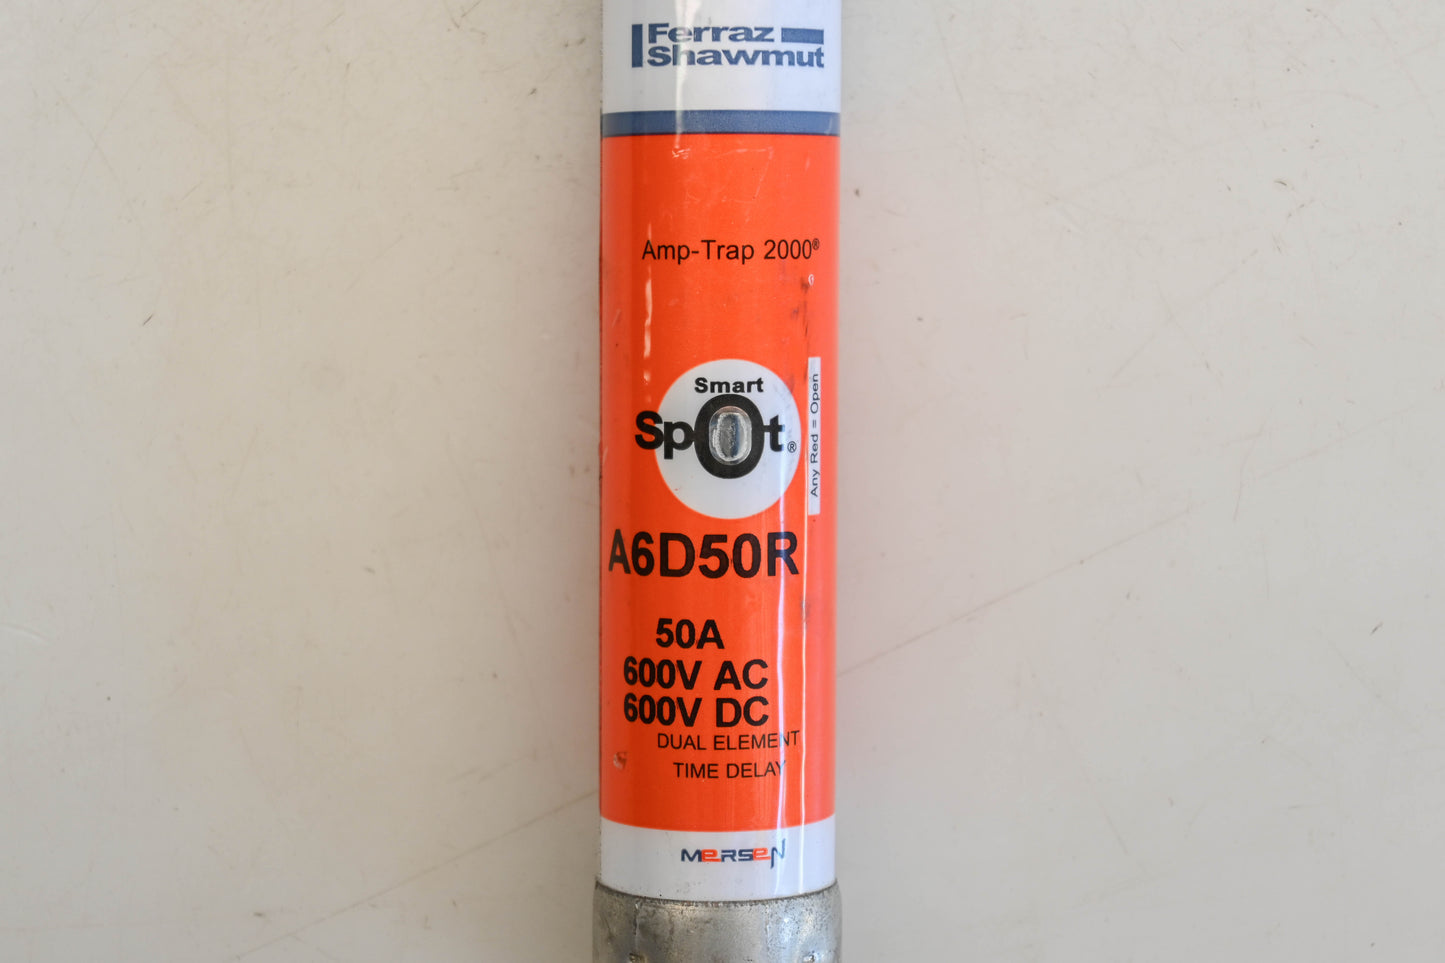 Ferraz
Shawmut
Amp-Trap 2000®
Smart
Spot®
Any Red = Open
A6D50R
50A
600V AC
600V DC
DUAL ELEMENT
TIME DELAY
MERSEN